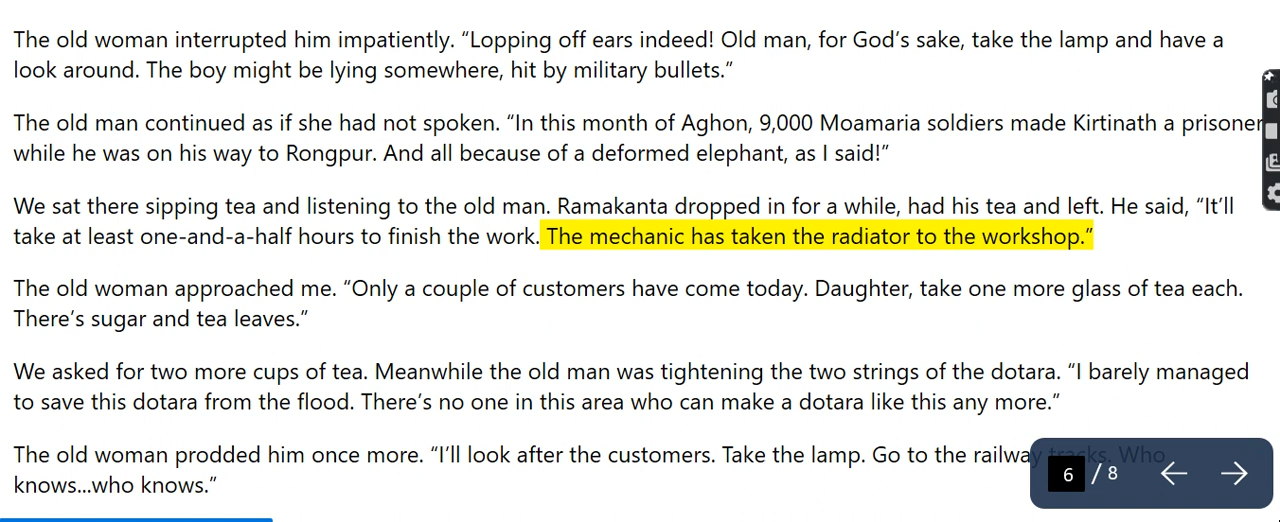 The old woman interrupted him impatiently. “Lopping off ears indeed! Old man, for God’s sake, take the lamp and have a
look around. The boy might be lying somewhere, hit by military bullets.”
The old man continued as if she had not spoken. “In this month of Aghon, 9,000 Moamaria soldiers made Kirtinath a prisoner
while he was on his way to Rongpur. And all because of a deformed elephant, as I said!”
We sat there sipping tea and listening to the old man. Ramakanta dropped in for a while, had his tea and left. He said, “It’ll
take at least one-and-a-half hours to finish the work. The mechanic has taken the radiator to the workshop.”
The old woman approached me. “Only a couple of customers have come today. Daughter, take one more glass of tea each.
There’s sugar and tea leaves.”
We asked for two more cups of tea. Meanwhile the old man was tightening the two strings of the dotara. “I barely managed
to save this dotara from the flood. There’s no one in this area who can make a dotara like this any more.”
The old woman prodded him once more. “I’ll look after the customers. Take the lamp. Go to the railway tracks. Who
knows...who knows.”
6 / 8